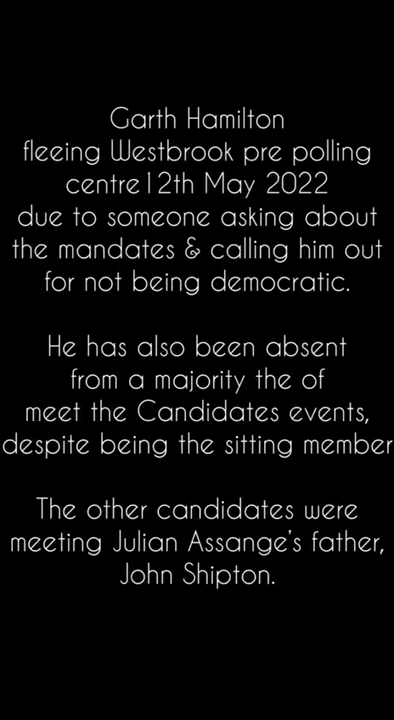 Garth Hamilton
fleeing Westbrook pre polling
centre12th May 2022
due to someone asking about
the mandates & calling him out
for not being democratic.
He has also been absent
from a majority the of
meet the Candidates events,
despite being the sitting member
The other candidates were
meeting Julian Assange's father,
John Shipton.